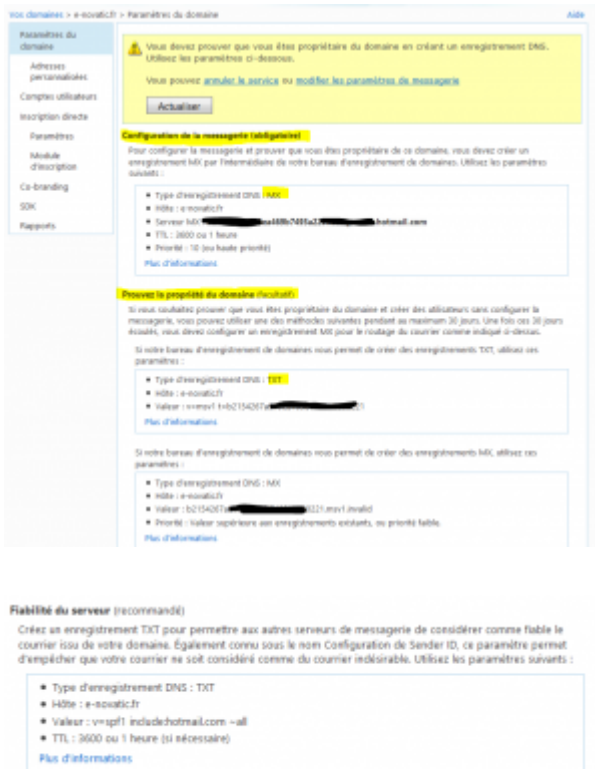 Vos domaines > e-novatic.fr > Paramètres du domaine
Aide
Paramètres du
domaine
Adresses
personnalisées
Comptes utilisateurs
Inscription directe
Paramètres
Module
d'inscription
Co-branding
SDK
Rapports
Vous devez prouver que vous êtes propriétaire du domaine en créant un enregistrement DNS.
Utilisez les paramètres ci-dessous.
Vous pouvez annuler le service ou modifier les paramètres de messagerie
Actualiser
Configuration de la messagerie (obligatoire)
Pour configurer la messagerie et prouver que vous êtes propriétaire de ce domaine, vous devez créer un
enregistrement MX par l'intermédiaire de votre bureau d'enregistrement de domaines. Utilisez les paramètres
suivants :
Type d'enregistrement DNS : MX
Hôte : e-novatic.fr
Serveur MX hotmail.com
TTL : 3600 ou 1 heure
Priorité : 10 (ou haute priorité)
Plus d'informations
Prouvez la propriété du domaine (facultatif)
Si vous souhaitez prouver que vous êtes propriétaire du domaine et créer des utilisateurs sans configurer la
messagerie, vous pouvez utiliser une des méthodes suivantes pendant au maximum 30 jours. Une fois ces 30 jours
écoulés, vous devez configurer un enregistrement MX pour le routage du courrier comme indiqué ci-dessus.
Si votre bureau d'enregistrement de domaines vous permet de créer des enregistrements TXT, utilisez ces
paramètres :
Type d'enregistrement DNS : TXT
Hôte : e-novatic.fr
Valeur : v=msv1 t=b2154267a
Plus d'informations
Si votre bureau d'enregistrement de domaines vous permet de créer des enregistrements MX, utilisez ces
paramètres :
Type d'enregistrement DNS : MX
Hôte : e-novatic.fr
Valeur : b2154267a 0221.msv1.invalid
Priorité : Valeur supérieure aux enregistrements existants, ou priorité faible.
Plus d'informations
Fiabilité du serveur (recommandé)
Créez un enregistrement TXT pour permettre aux autres serveurs de messagerie de considérer comme fiable le
courrier issu de votre domaine. Également connu sous le nom Configuration de Sender ID, ce paramètre permet
d'empêcher que votre courrier ne soit considéré comme du courrier indésirable. Utilisez les paramètres suivants :
Type d'enregistrement DNS : TXT
Hôte : e-novatic.fr
Valeur : v=spf1 include:hotmail.com ~all
TTL : 3600 ou 1 heure (si nécessaire)
Plus d'informations